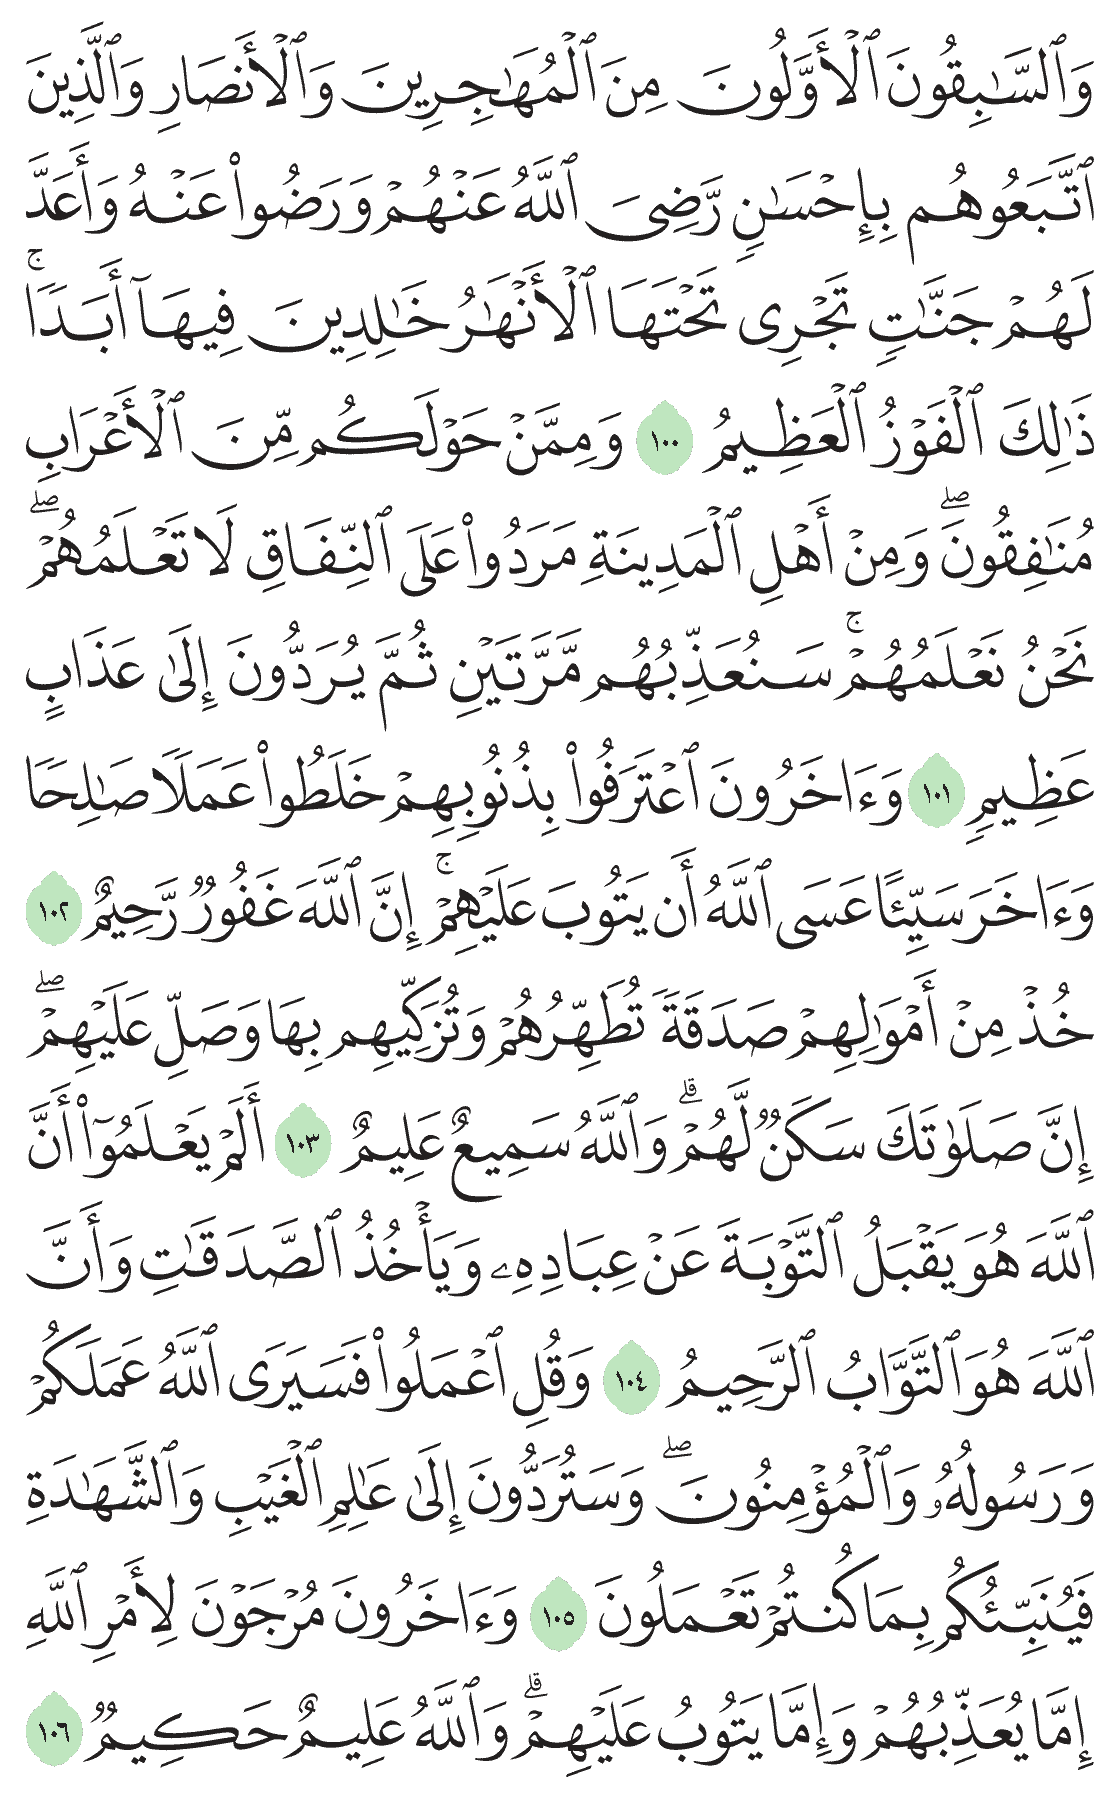 وَٱلسَّٰبِقُونَ ٱلْأَوَّلُونَ مِنَ ٱلْمُهَٰجِرِينَ وَٱلْأَنصَارِ وَٱلَّذِينَ
ٱتَّبَعُوهُم بِإِحْسَٰنٍ رَّضِىَ ٱللَّهُ عَنْهُمْ وَرَضُوا۟ عَنْهُ وَأَعَدَّ
لَهُمْ جَنَّٰتٍ تَجْرِى تَحْتَهَا ٱلْأَنْهَٰرُ خَٰلِدِينَ فِيهَآ أَبَدًا ۚ
ذَٰلِكَ ٱلْفَوْزُ ٱلْعَظِيمُ ١٠٠ وَمِمَّنْ حَوْلَكُم مِّنَ ٱلْأَعْرَابِ
مُنَٰفِقُونَ ۖ وَمِنْ أَهْلِ ٱلْمَدِينَةِ مَرَدُوا۟ عَلَى ٱلنِّفَاقِ لَا تَعْلَمُهُمْ ۖ
نَحْنُ نَعْلَمُهُمْ ۚ سَنُعَذِّبُهُم مَّرَّتَيْنِ ثُمَّ يُرَدُّونَ إِلَىٰ عَذَابٍ
عَظِيمٍ ١٠١ وَءَاخَرُونَ ٱعْتَرَفُوا۟ بِذُنُوبِهِمْ خَلَطُوا۟ عَمَلًا صَٰلِحًا
وَءَاخَرَ سَيِّئًا عَسَى ٱللَّهُ أَن يَتُوبَ عَلَيْهِمْ ۚ إِنَّ ٱللَّهَ غَفُورٌ رَّحِيمٌ ١٠٢
خُذْ مِنْ أَمْوَٰلِهِمْ صَدَقَةً تُطَهِّرُهُمْ وَتُزَكِّيهِم بِهَا وَصَلِّ عَلَيْهِمْ ۖ
إِنَّ صَلَوٰتَكَ سَكَنٌ لَّهُمْ ۗ وَٱللَّهُ سَمِيعٌ عَلِيمٌ ١٠٣ أَلَمْ يَعْلَمُوٓا۟ أَنَّ
ٱللَّهَ هُوَ يَقْبَلُ ٱلتَّوْبَةَ عَنْ عِبَادِهِۦ وَيَأْخُذُ ٱلصَّدَقَٰتِ وَأَنَّ
ٱللَّهَ هُوَ ٱلتَّوَّابُ ٱلرَّحِيمُ ١٠٤ وَقُلِ ٱعْمَلُوا۟ فَسَيَرَى ٱللَّهُ عَمَلَكُمْ
وَرَسُولُهُۥ وَٱلْمُؤْمِنُونَ ۖ وَسَتُرَدُّونَ إِلَىٰ عَٰلِمِ ٱلْغَيْبِ وَٱلشَّهَٰدَةِ
فَيُنَبِّئُكُم بِمَا كُنتُمْ تَعْمَلُونَ ١٠٥ وَءَاخَرُونَ مُرْجَوْنَ لِأَمْرِ ٱللَّهِ
إِمَّا يُعَذِّبُهُمْ وَإِمَّا يَتُوبُ عَلَيْهِمْ ۗ وَٱللَّهُ عَلِيمٌ حَكِيمٌ ١٠٦